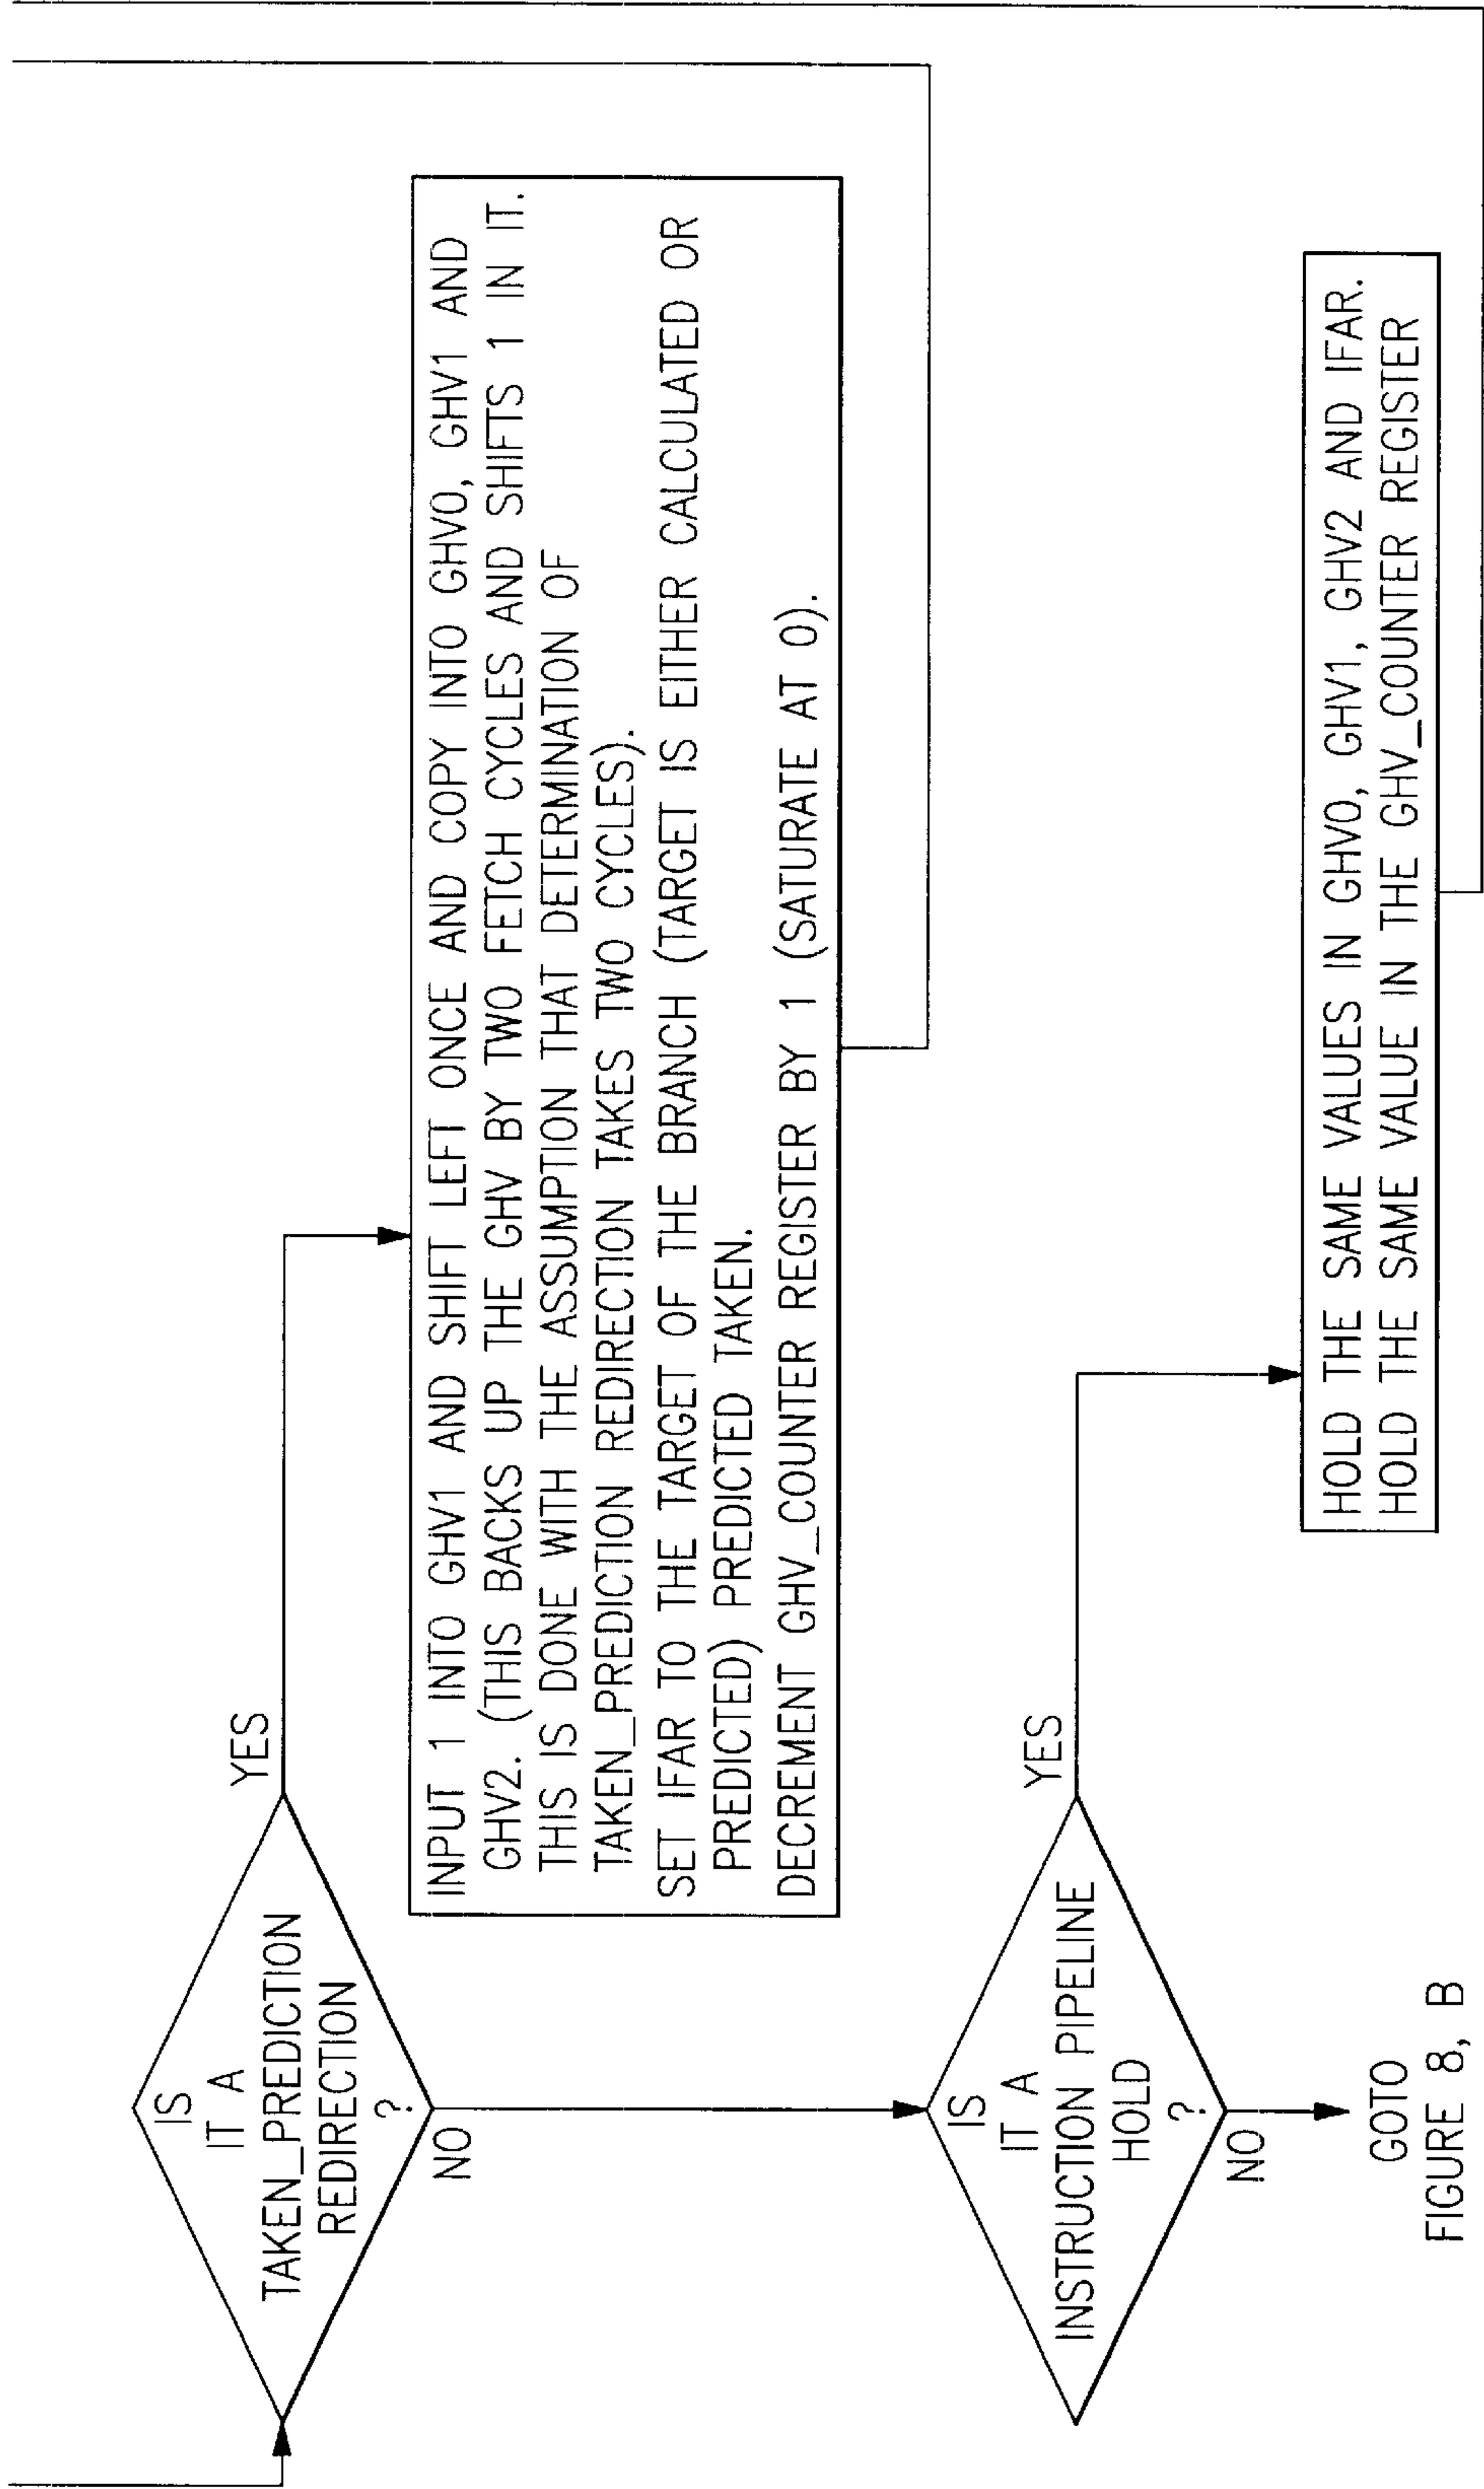 IS
IT A
TAKEN_PREDICTION
REDIRECTION
?
YES
NO
INPUT 1 INTO GHV1 AND SHIFT LEFT ONCE AND COPY INTO GHV0, GHV1 AND
GHV2. (THIS BACKS UP THE GHV BY TWO FETCH CYCLES AND SHIFTS 1 IN IT.
THIS IS DONE WITH THE ASSUMPTION THAT DETERMINATION OF
TAKEN_PREDICTION REDIRECTION TAKES TWO CYCLES).
SET IFAR TO THE TARGET OF THE BRANCH (TARGET IS EITHER CALCULATED OR
PREDICTED) PREDICTED TAKEN.
DECREMENT GHV_COUNTER REGISTER BY 1 (SATURATE AT 0).
IS
IT A
INSTRUCTION PIPELINE
HOLD
?
YES
NO
HOLD THE SAME VALUES IN GHV0, GHV1, GHV2 AND IFAR.
HOLD THE SAME VALUE IN THE GHV_COUNTER REGISTER
GOTO
FIGURE 8, B